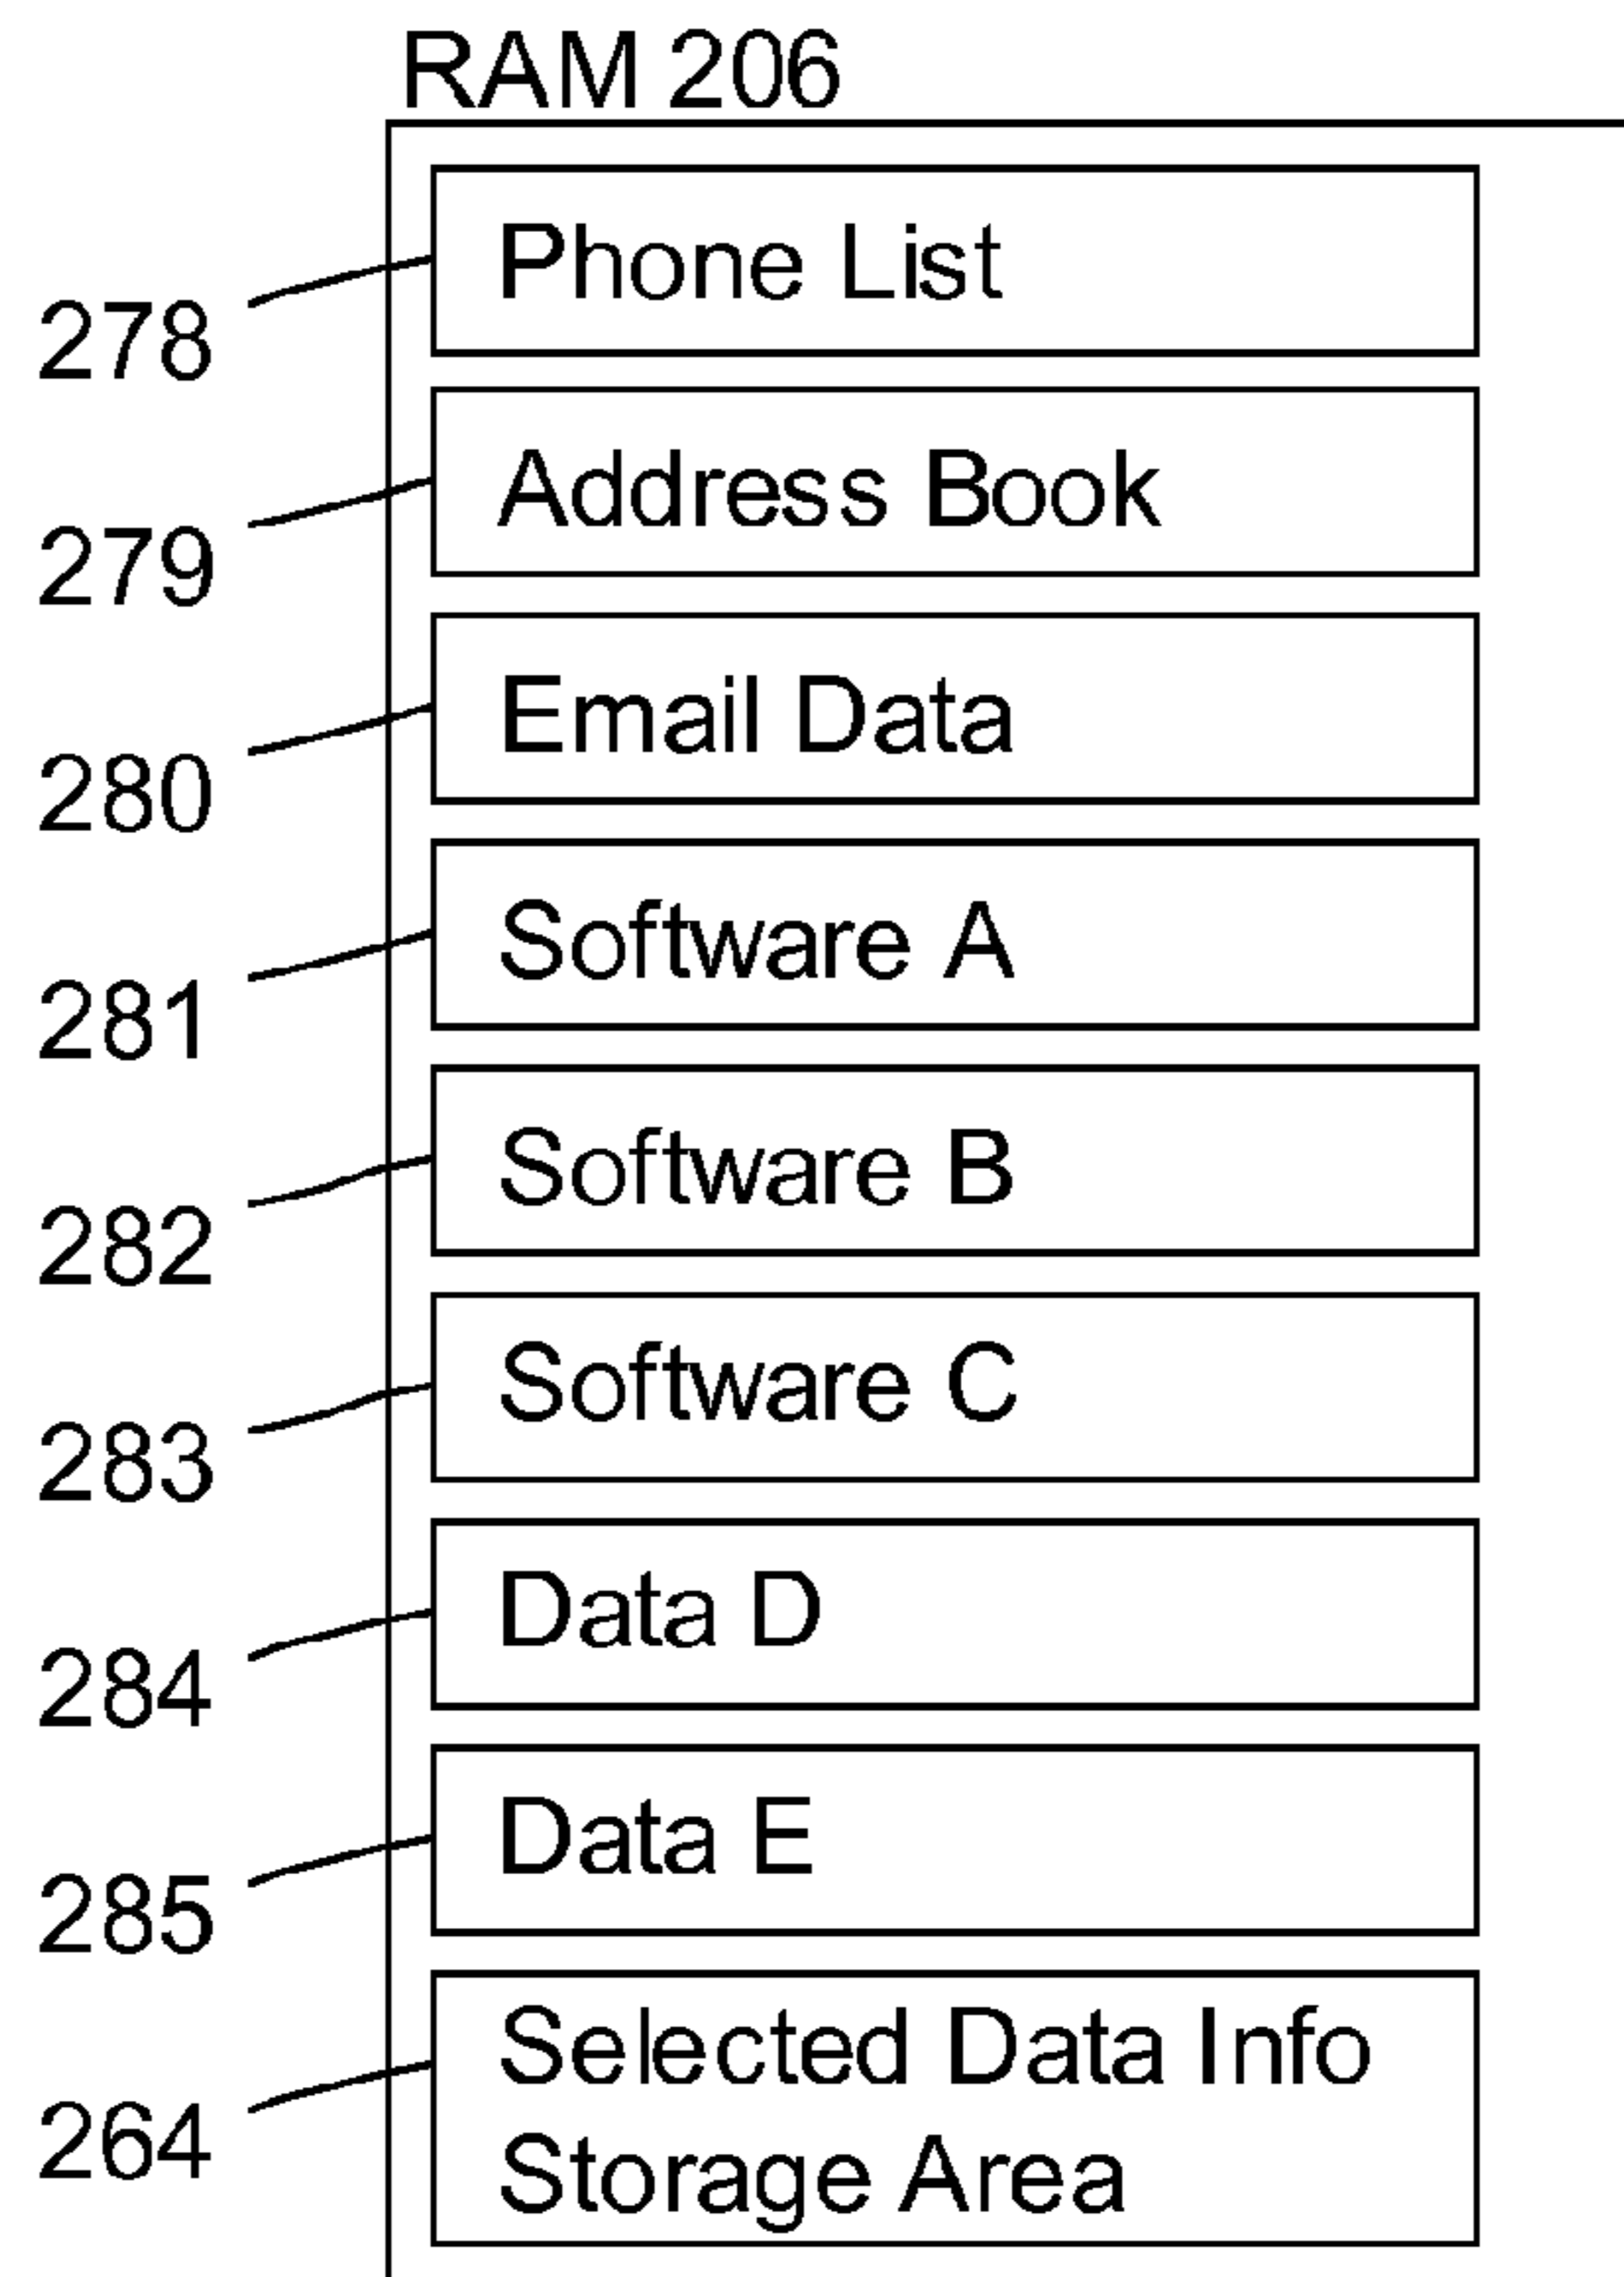 RAM 206
278 Phone List
279 Address Book
280 Email Data
281 Software A
282 Software B
283 Software C
284 Data D
285 Data E
264 Selected Data Info
Storage Area